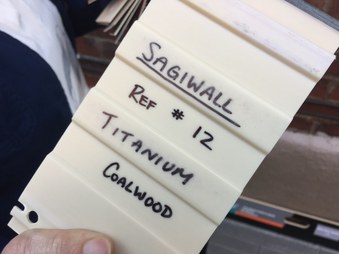 SAGIWALL
REF # 12
TITANIUM
COALWOOD